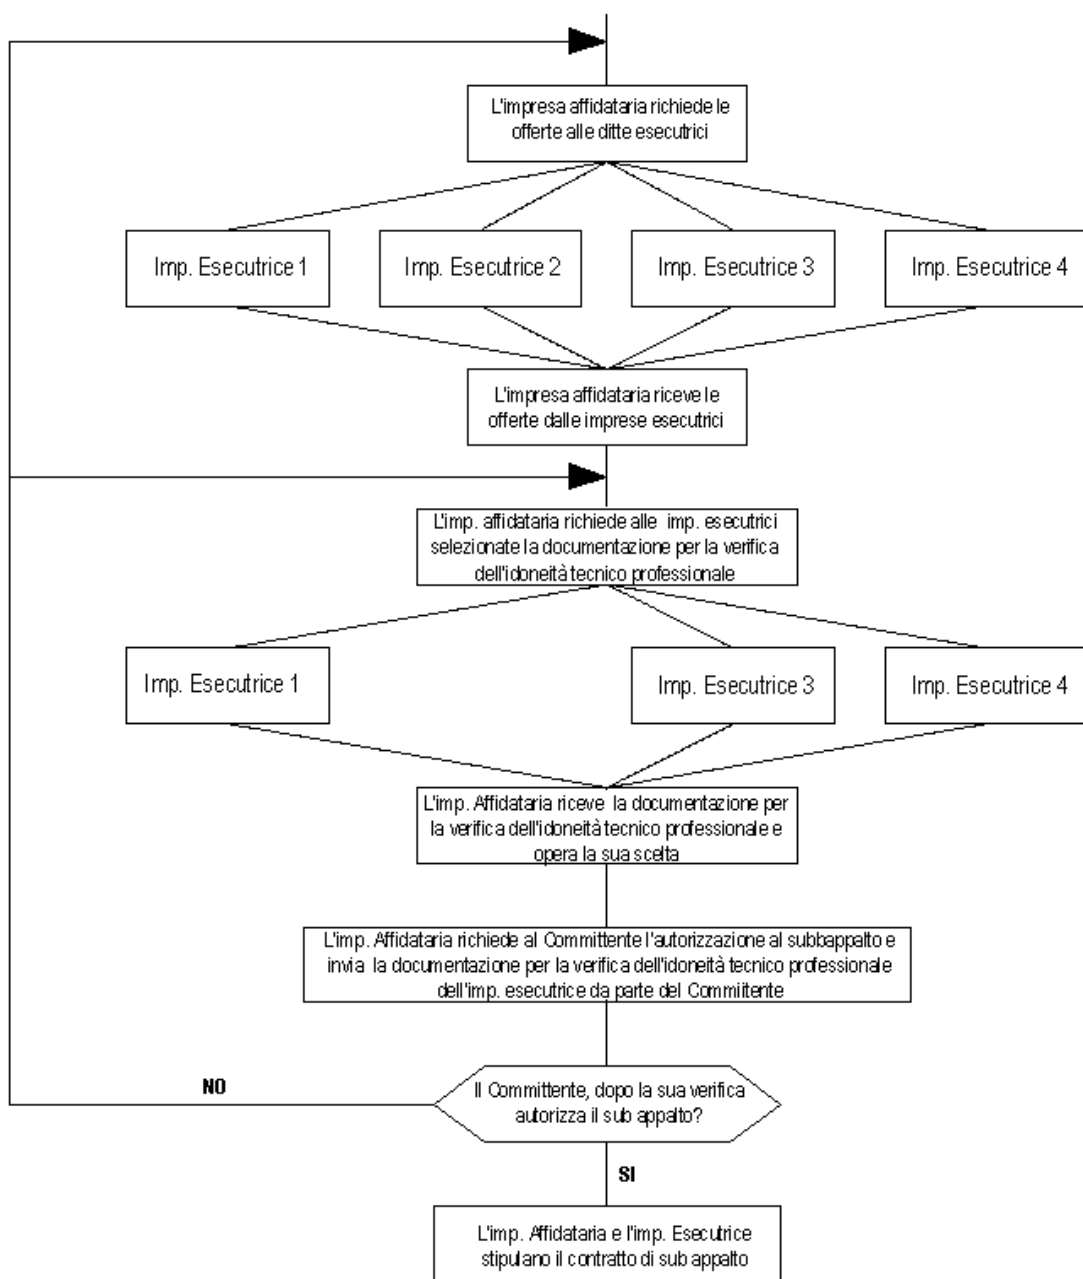 L'impresa affidataria richiede le
offerte alle ditte esecutrici
Imp. Esecutrice 1
Imp. Esecutrice 2
Imp. Esecutrice 3
Imp. Esecutrice 4
L'impresa affidataria riceve le
offerte dalle imprese esecutrici
L'imp. affidataria richiede alle imp. esecutrici
selezionate la documentazione per la verifica
dell'idoneità tecnico professionale
Imp. Esecutrice 1
Imp. Esecutrice 3
Imp. Esecutrice 4
L'imp. Affidataria riceve la documentazione per
la verifica dell'idoneità tecnico professionale e
opera la sua scelta
L'imp. Affidataria richiede al Committente l'autorizzazione al subbappalto e
invia la documentazione per la verifica dell'idoneità tecnico professionale
dell'imp. esecutrice da parte del Commiitente
NO
Il Committente, dopo la sua verifica
autorizza il sub appalto?
SI
L'imp. Affidataria e l'imp. Esecutrice
stipulano il contratto di sub appalto